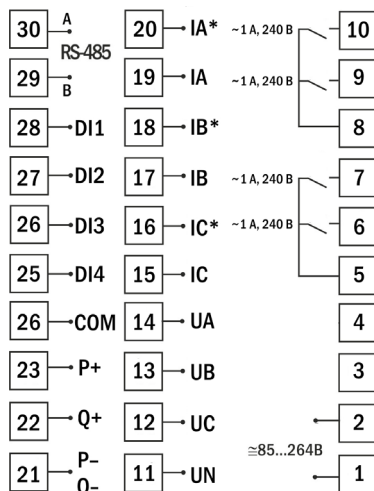 30 A RS-485 20 IA* ~1 A, 240 В 10
29 B 19 IA ~1 A, 240 В 9
28 DI1 18 IB* 8
27 DI2 17 IB ~1 A, 240 В 7
26 DI3 16 IC* ~1 A, 240 В 6
25 DI4 15 IC 5
26 COM 14 UA 4
23 P+ 13 UB 3
22 Q+ 12 UC 2
≅85...264В
21 P– Q– 11 UN 1